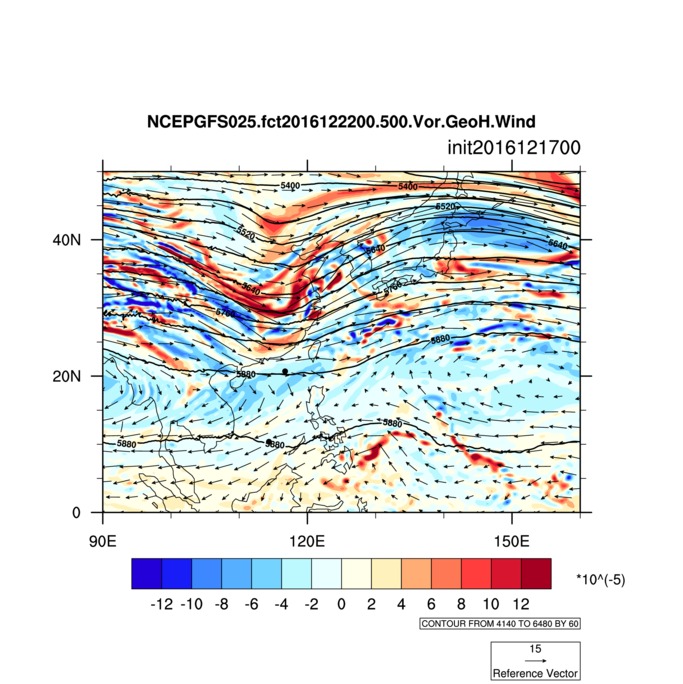 NCEPGFS025.fct2016122200.500.Vor.GeoH.Wind
init2016121700
5400
5400
5520
5520
5640
5640
5640
5760
5760
5880
5880
5880
5880
5880
40N
20N
0
90E 120E 150E
-12 -10 -8 -6 -4 -2 0 2 4 6 8 10 12
*10^(-5)
CONTOUR FROM 4140 TO 6480 BY 60
15
Reference Vector